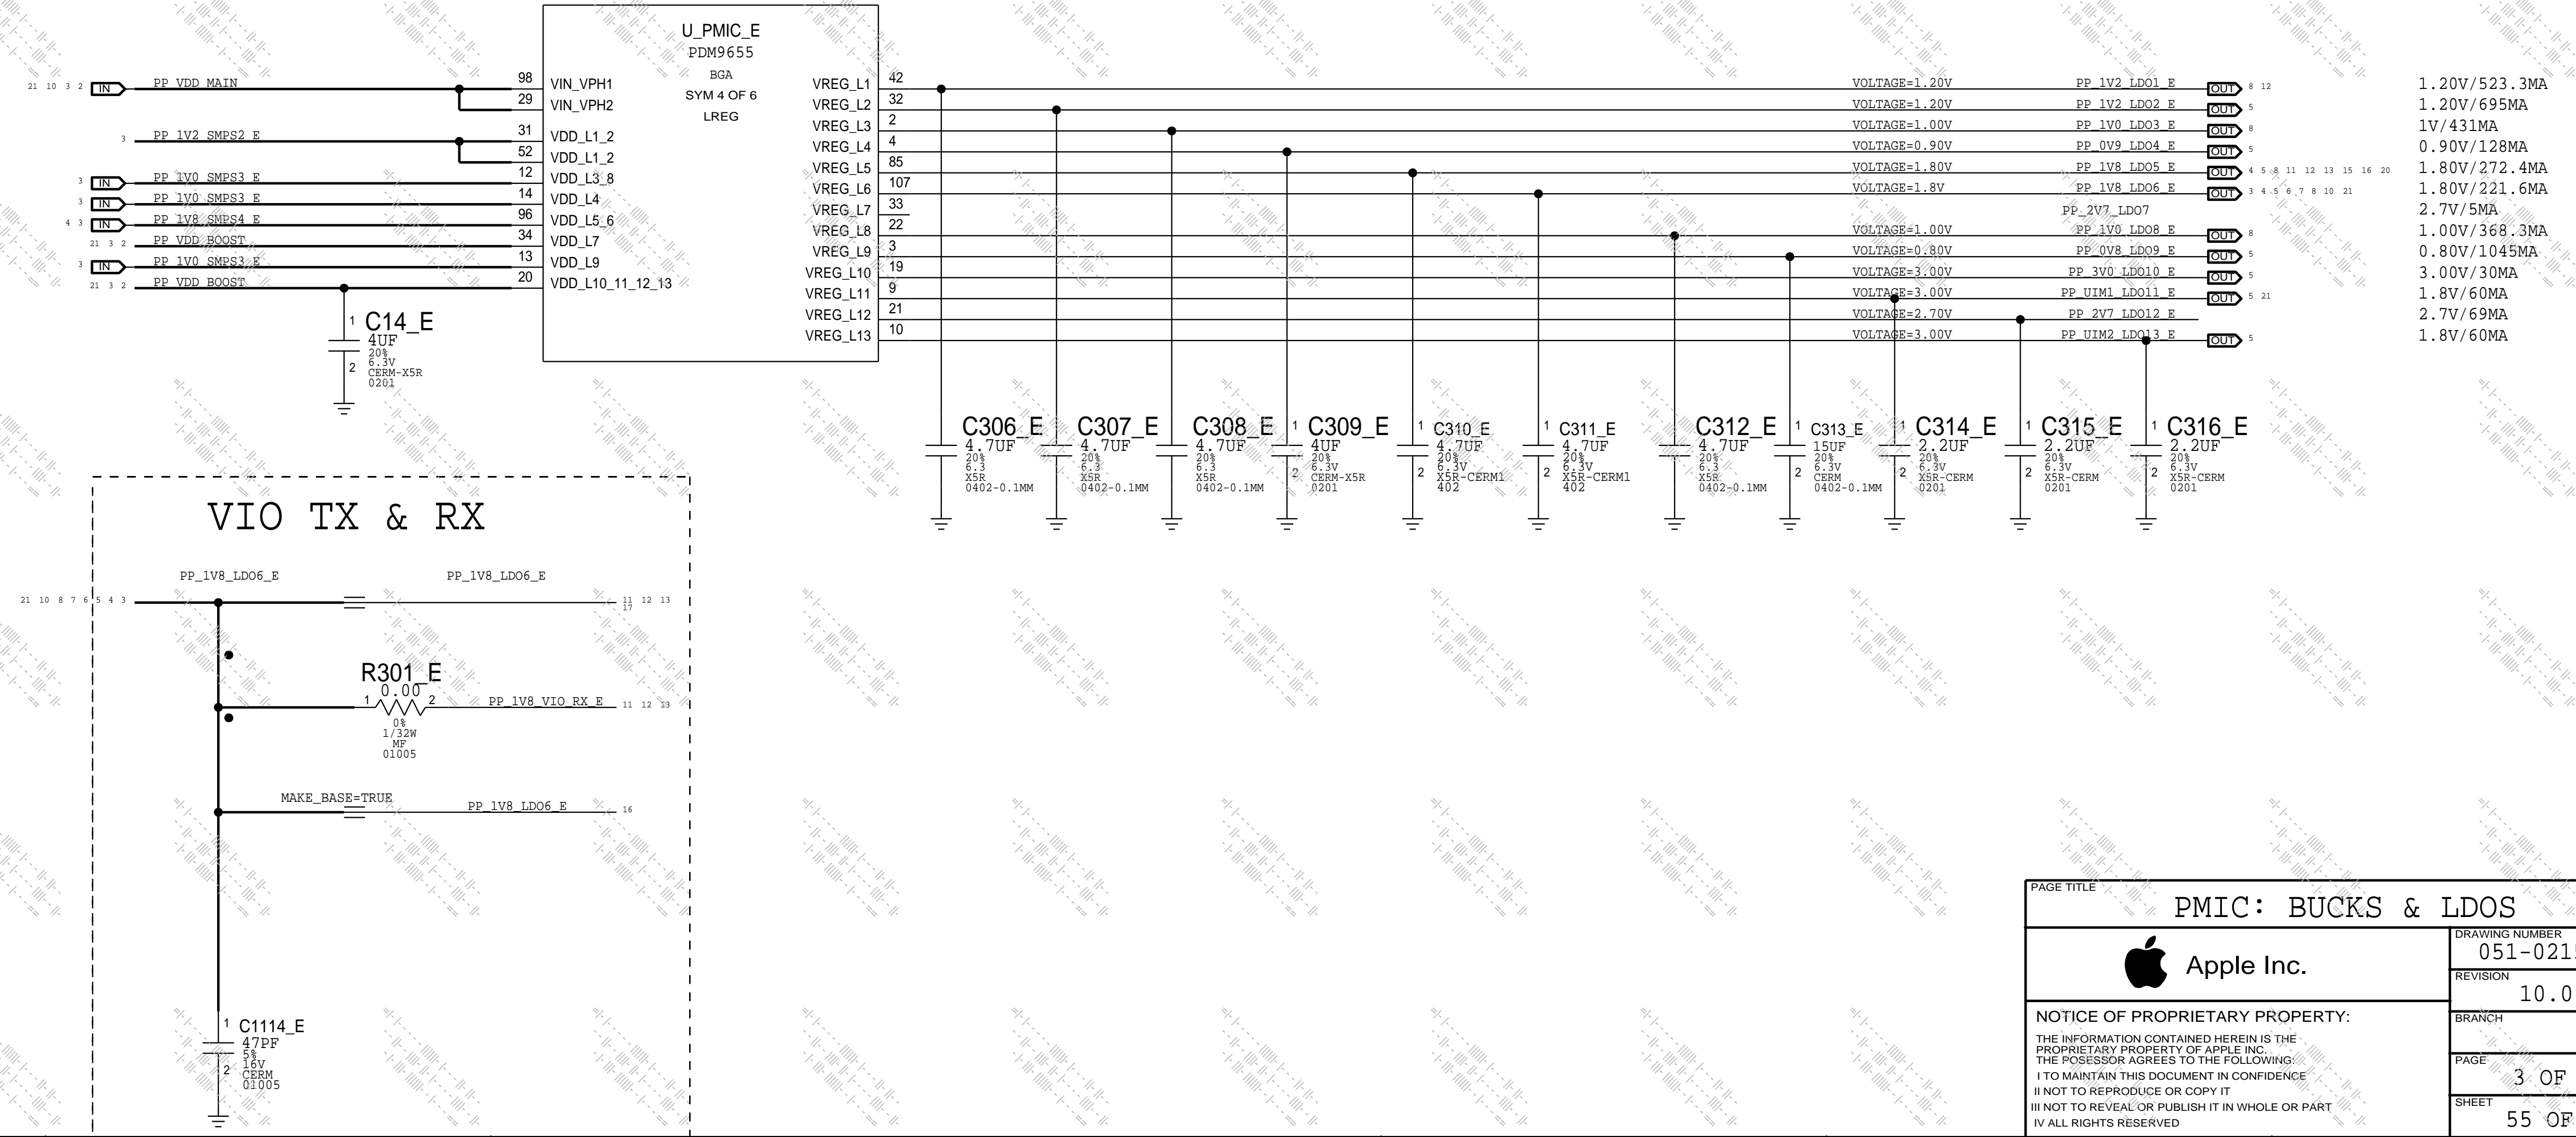 U_PMIC_E
PDM9655
BGA
SYM 4 OF 6
LREG
21 10 3 2 IN PP_VDD_MAIN 98 VIN_VPH1
29 VIN_VPH2
3 PP_1V2_SMPS2_E 31 VDD_L1_2
52 VDD_L1_2
3 IN PP_1V0_SMPS3_E 12 VDD_L3_8
3 IN PP_1V0_SMPS3_E 14 VDD_L4
4 3 IN PP_1V8_SMPS4_E 96 VDD_L5_6
21 3 2 PP_VDD_BOOST 34 VDD_L7
3 IN PP_1V0_SMPS3_E 13 VDD_L9
21 3 2 PP_VDD_BOOST 20 VDD_L10_11_12_13
VREG_L1 42 VOLTAGE=1.20V PP_1V2_LDO1_E OUT 8 12 1.20V/523.3MA
VREG_L2 32 VOLTAGE=1.20V PP_1V2_LDO2_E OUT 5 1.20V/695MA
VREG_L3 2 VOLTAGE=1.00V PP_1V0_LDO3_E OUT 8 1V/431MA
VREG_L4 4 VOLTAGE=0.90V PP_0V9_LDO4_E OUT 5 0.90V/128MA
VREG_L5 85 VOLTAGE=1.80V PP_1V8_LDO5_E OUT 4 5 8 11 12 13 15 16 20 1.80V/272.4MA
VREG_L6 107 VOLTAGE=1.8V PP_1V8_LDO6_E OUT 3 4 5 6 7 8 10 21 1.80V/221.6MA
VREG_L7 33 PP_2V7_LDO7 2.7V/5MA
VREG_L8 22 VOLTAGE=1.00V PP_1V0_LDO8_E OUT 8 1.00V/368.3MA
VREG_L9 3 VOLTAGE=0.80V PP_0V8_LDO9_E OUT 5 0.80V/1045MA
VREG_L10 19 VOLTAGE=3.00V PP_3V0_LDO10_E OUT 5 3.00V/30MA
VREG_L11 9 VOLTAGE=3.00V PP_UIM1_LDO11_E OUT 5 21 1.8V/60MA
VREG_L12 21 VOLTAGE=2.70V PP_2V7_LDO12_E 2.7V/69MA
VREG_L13 10 VOLTAGE=3.00V PP_UIM2_LDO13_E OUT 5 1.8V/60MA
1 C14_E
4UF
20%
6.3V
2 CERM-X5R
0201
C306_E
4.7UF
20%
6.3
X5R
0402-0.1MM
C307_E
4.7UF
20%
6.3
X5R
0402-0.1MM
C308_E
4.7UF
20%
6.3
X5R
0402-0.1MM
1 C309_E
4UF
20%
2 6.3V
CERM-X5R
0201
1 C310_E
4.7UF
20%
2 6.3V
X5R-CERM1
402
1 C311_E
4.7UF
20%
2 6.3V
X5R-CERM1
402
C312_E
4.7UF
20%
6.3
X5R
0402-0.1MM
1 C313_E
15UF
20%
2 6.3V
CERM
0402-0.1MM
1 C314_E
2.2UF
20%
2 6.3V
X5R-CERM
0201
1 C315_E
2.2UF
20%
2 6.3V
X5R-CERM
0201
1 C316_E
2.2UF
20%
2 6.3V
X5R-CERM
0201
VIO TX & RX
PP_1V8_LDO6_E PP_1V8_LDO6_E
21 10 8 7 6 5 4 3 11 12 13
17
R301_E
0.00
1 2 PP_1V8_VIO_RX_E 11 12 13
0%
1/32W
MF
01005
MAKE_BASE=TRUE
PP_1V8_LDO6_E 16
1 C1114_E
47PF
5%
16V
2 CERM
01005
PAGE TITLE
PMIC: BUCKS & LDOS
Apple Inc.
DRAWING NUMBER
051-021
REVISION
10.0
BRANCH
PAGE
3 OF
SHEET
55 OF
NOTICE OF PROPRIETARY PROPERTY:
THE INFORMATION CONTAINED HEREIN IS THE
PROPRIETARY PROPERTY OF APPLE INC.
THE POSESSOR AGREES TO THE FOLLOWING:
I TO MAINTAIN THIS DOCUMENT IN CONFIDENCE
II NOT TO REPRODUCE OR COPY IT
III NOT TO REVEAL OR PUBLISH IT IN WHOLE OR PART
IV ALL RIGHTS RESERVED